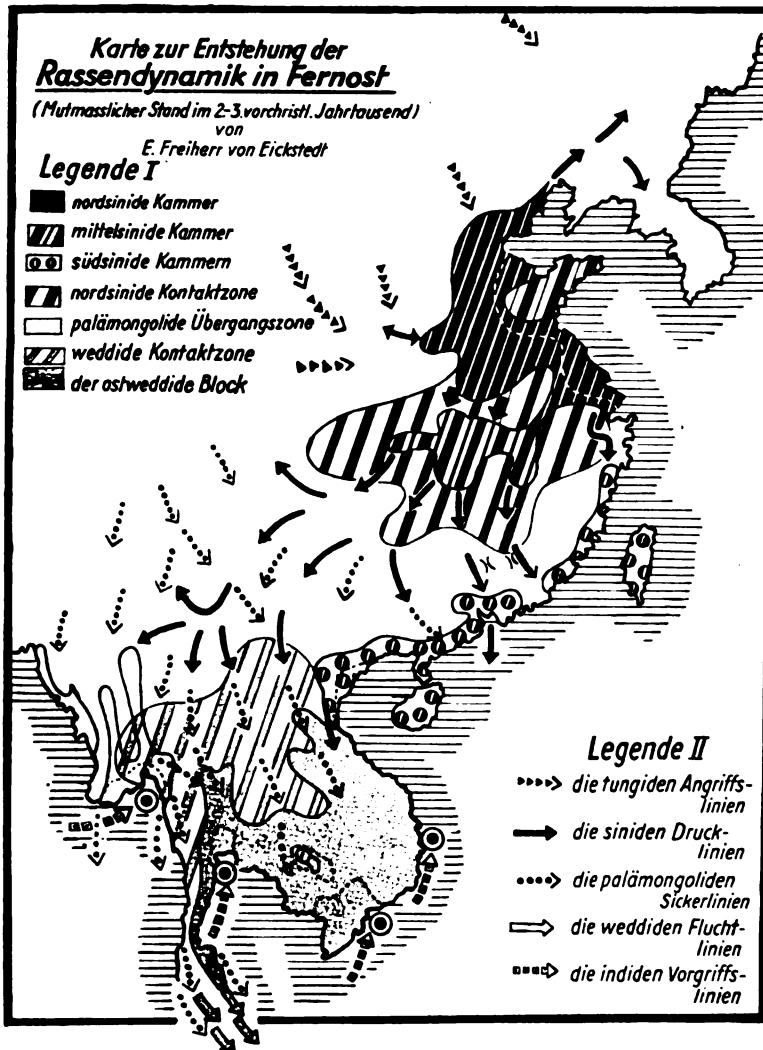 Karte zur Entstehung der
Rassendynamik in Fernost
(Mutmasslicher Stand im 2-3. vorchristl. Jahrtausend)
von
E. Freiherr von Eickstedt
Legende I
nordsinide Kammer
mittelsinide Kammer
südsinide Kammern
nordsinide Kontaktzone
palämongolide Übergangszone
weddide Kontaktzone
der ostweddide Block
Legende II
die tungiden Angriffs-
linien
die siniden Druck-
linien
die palämongoliden
Sickerlinien
die weddiden Flucht-
linien
die indiden Vorgriffs-
linien